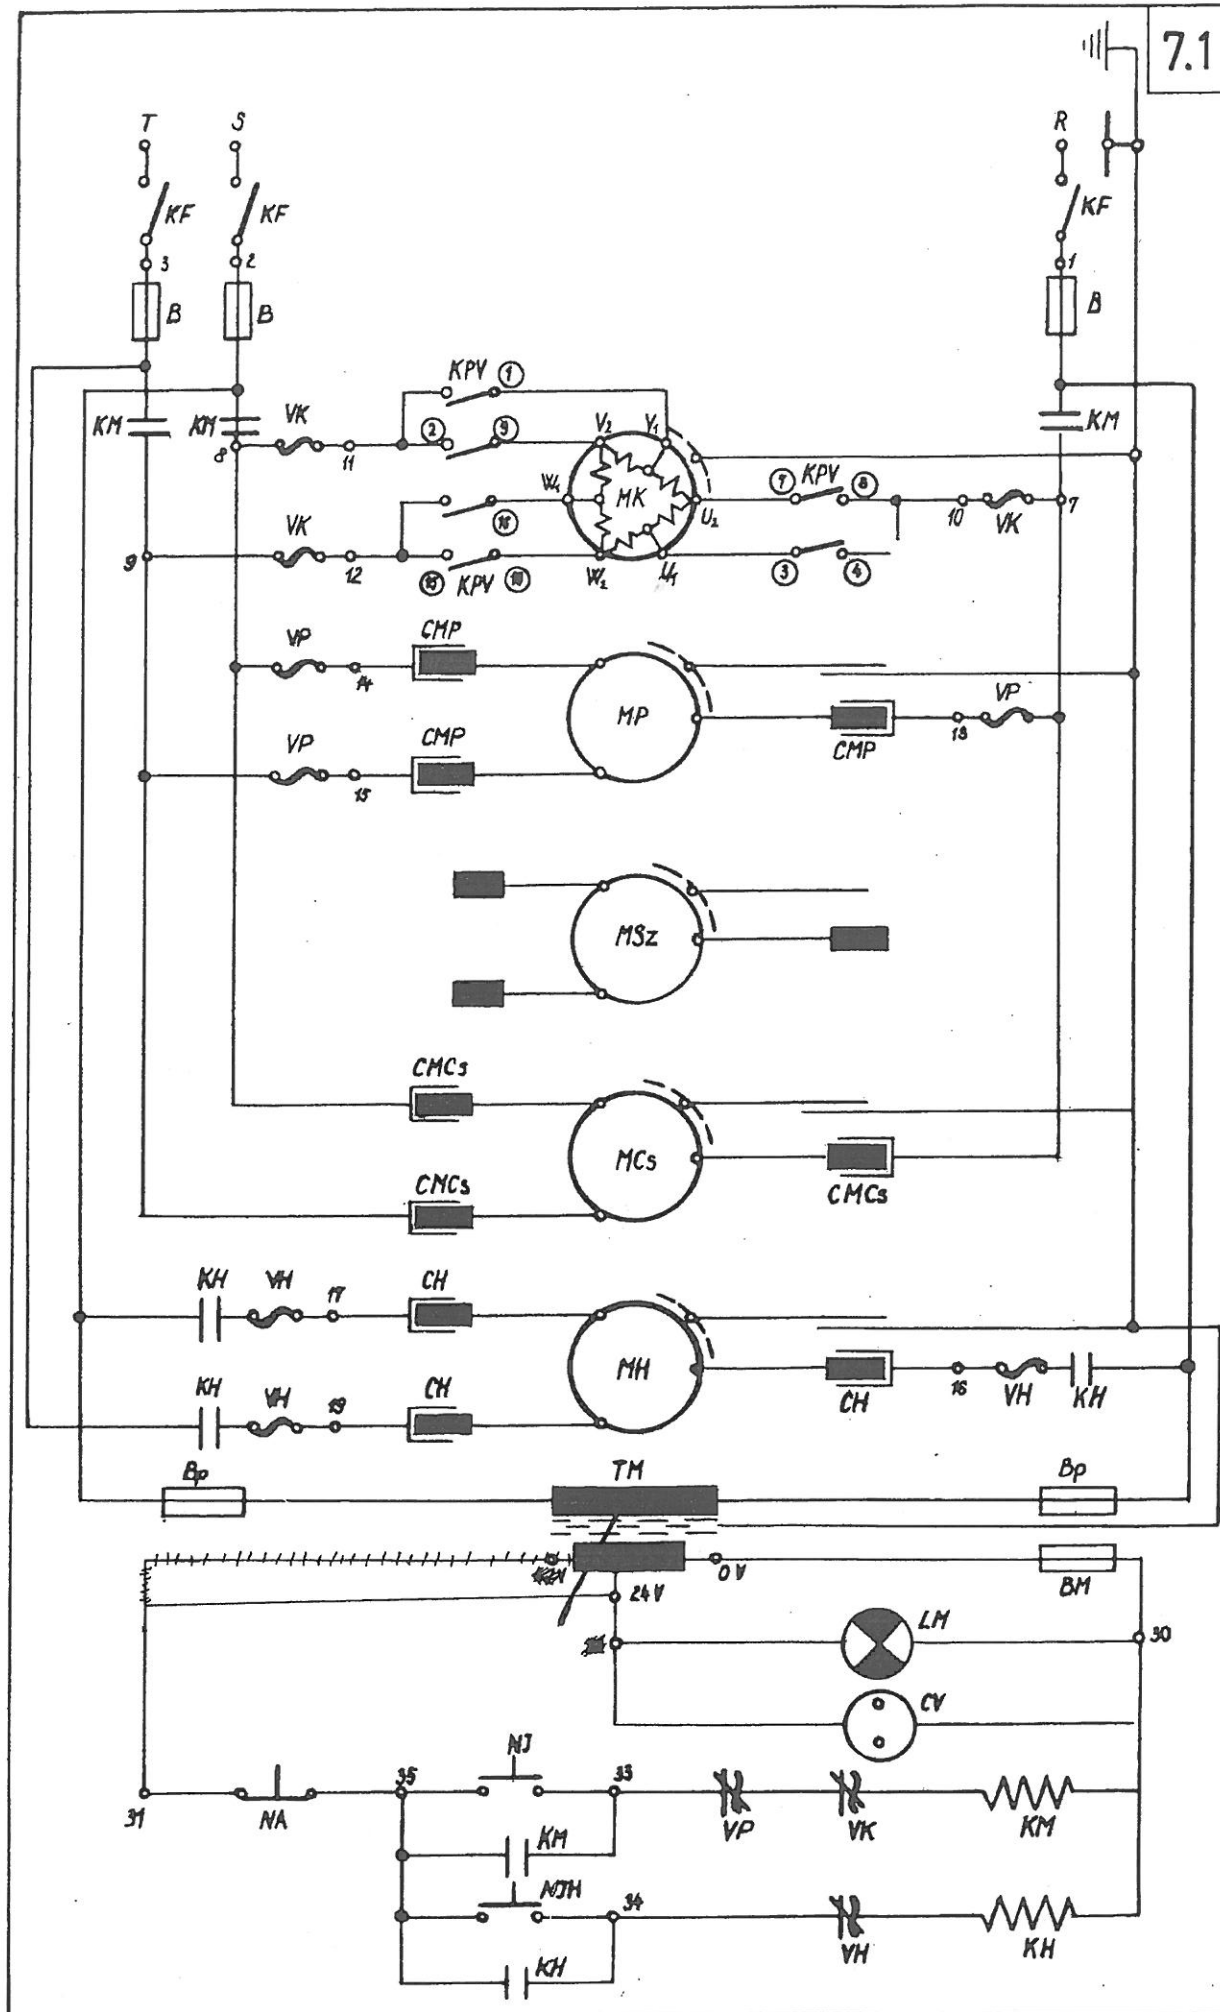 7.1
T S R
KF KF KF
3 2 1
B B B
KPV ①
KM KM VK ② ⑨ V2 V1 KM
8 11
W1 MK ⑦ KPV ⑧
VK ⑯ U2 10 VK 7
9 12 KPV W2 U1 ③ ④
VP CMP
14 MP VP
VP CMP CMP 13
15
MSz
CMCs
MCs
CMCs CMCs
KH VH 17 CH
MH
KH VH 19 CH CH 16 VH KH
Bp TM Bp
24V 0V BM
LM 30
CV
NJ
31 NA 35 33 VP VK KM
KM
NJH 34
VH KH
KH